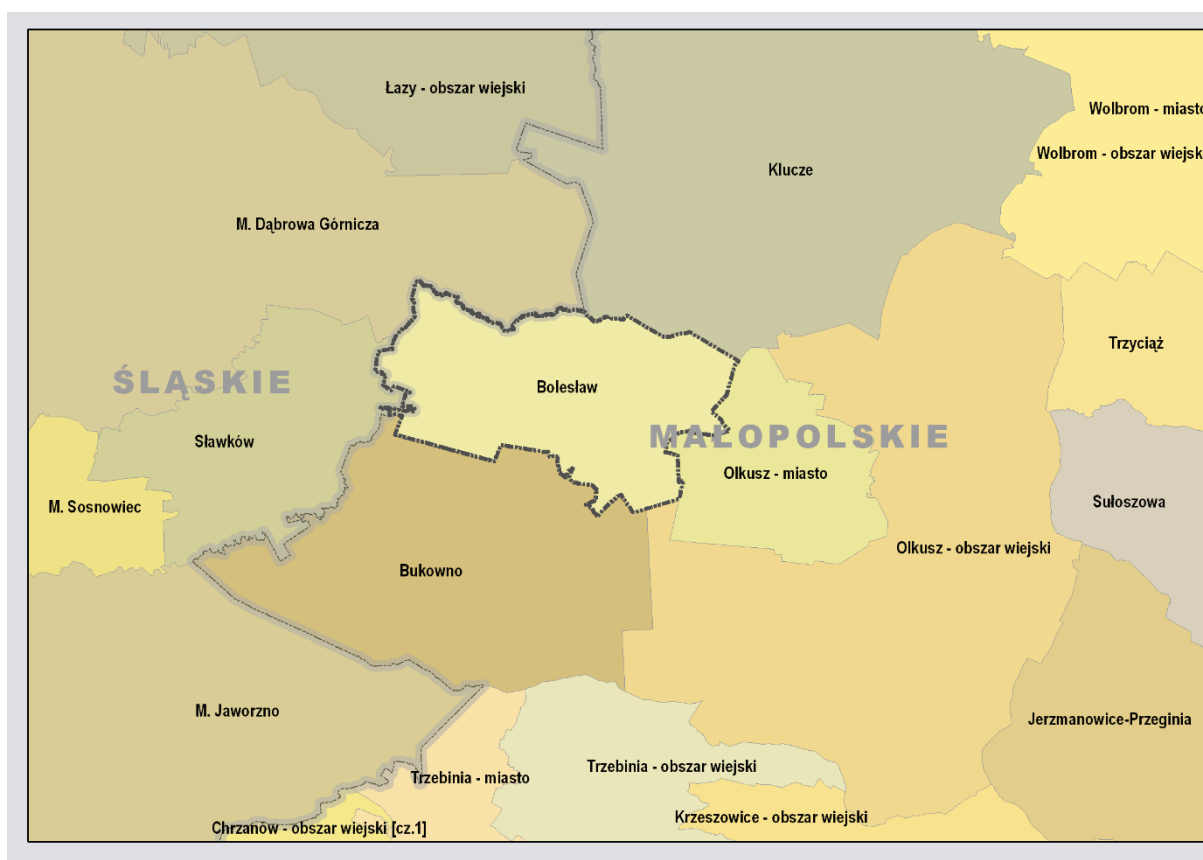 Łazy - obszar wiejski
Wolbrom - miasto
Wolbrom - obszar wiejski
Klucze
M. Dąbrowa Górnicza
Trzyciąż
ŚLĄSKIE
Bolesław
MAŁOPOLSKIE
Sławków
Olkusz - miasto
M. Sosnowiec
Sułoszowa
Olkusz - obszar wiejski
Bukowno
M. Jaworzno
Jerzmanowice-Przeginia
Trzebinia - obszar wiejski
Trzebinia - miasto
Krzeszowice - obszar wiejski
Chrzanów - obszar wiejski [cz.1]